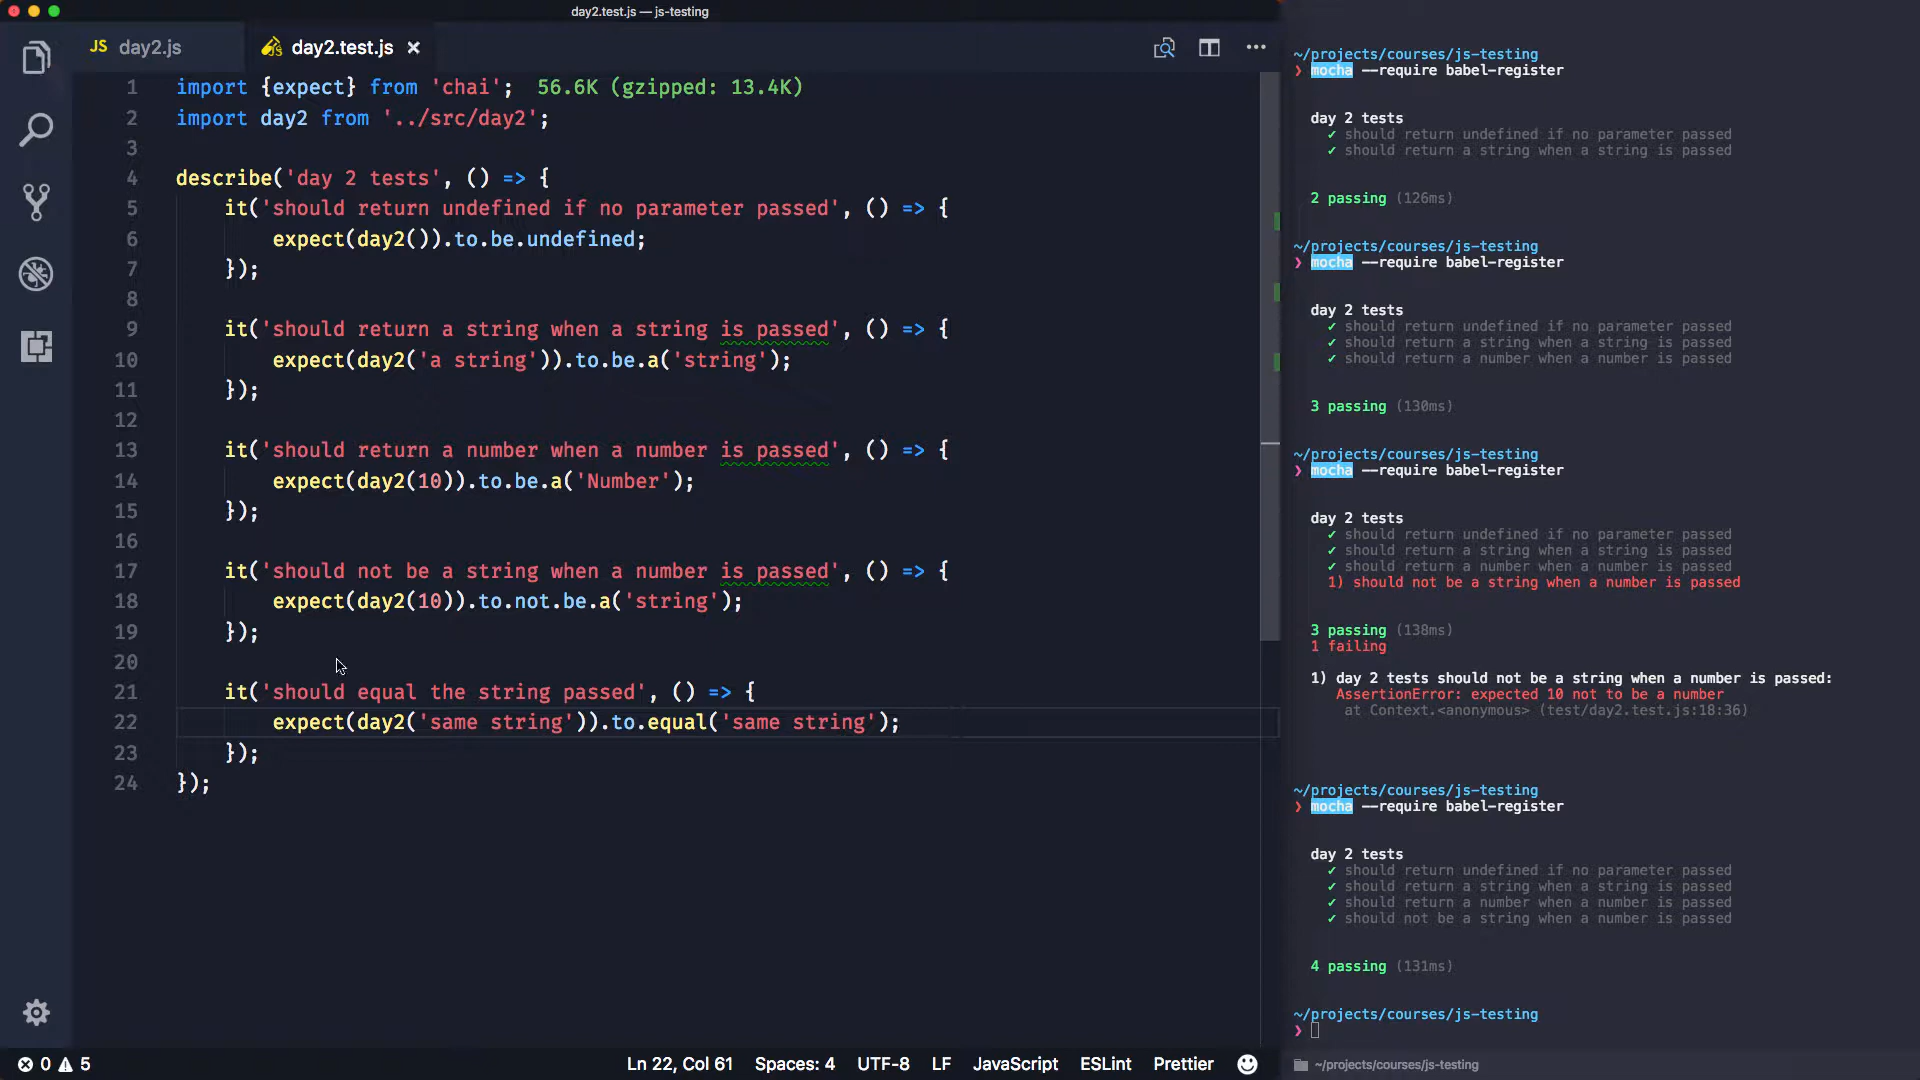 day2.test.js — js-testing
JS day2.js
day2.test.js ×
1 import {expect} from 'chai'; 56.6K (gzipped: 13.4K)
2 import day2 from '../src/day2';
3
4 describe('day 2 tests', () => {
5 it('should return undefined if no parameter passed', () => {
6 expect(day2()).to.be.undefined;
7 });
8
9 it('should return a string when a string is passed', () => {
10 expect(day2('a string')).to.be.a('string');
11 });
12
13 it('should return a number when a number is passed', () => {
14 expect(day2(10)).to.be.a('Number');
15 });
16
17 it('should not be a string when a number is passed', () => {
18 expect(day2(10)).to.not.be.a('string');
19 });
20
21 it('should equal the string passed', () => {
22 expect(day2('same string')).to.equal('same string');
23 });
24 });
0 5
Ln 22, Col 61 Spaces: 4 UTF-8 LF JavaScript ESLint Prettier
~/projects/courses/js-testing
❯ mocha --require babel-register
day 2 tests
✓ should return undefined if no parameter passed
✓ should return a string when a string is passed
2 passing (126ms)
~/projects/courses/js-testing
❯ mocha --require babel-register
day 2 tests
✓ should return undefined if no parameter passed
✓ should return a string when a string is passed
✓ should return a number when a number is passed
3 passing (130ms)
~/projects/courses/js-testing
❯ mocha --require babel-register
day 2 tests
✓ should return undefined if no parameter passed
✓ should return a string when a string is passed
✓ should return a number when a number is passed
1) should not be a string when a number is passed
3 passing (138ms)
1 failing
1) day 2 tests should not be a string when a number is passed:
AssertionError: expected 10 not to be a number
at Context.<anonymous> (test/day2.test.js:18:36)
~/projects/courses/js-testing
❯ mocha --require babel-register
day 2 tests
✓ should return undefined if no parameter passed
✓ should return a string when a string is passed
✓ should return a number when a number is passed
✓ should not be a string when a number is passed
4 passing (131ms)
~/projects/courses/js-testing
❯
~/projects/courses/js-testing